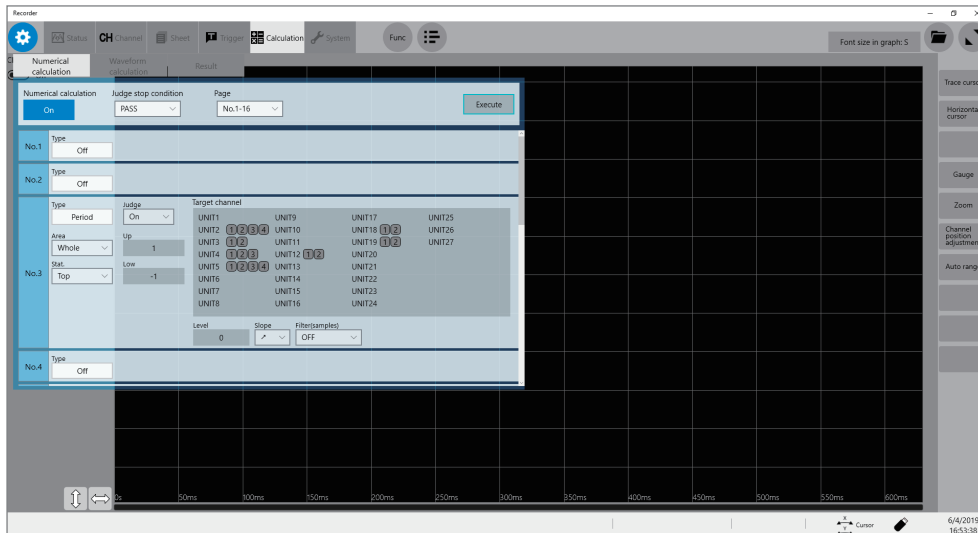 Recorder
Status CH Channel Sheet Trigger Calculation System Func Font size in graph: S
Numerical calculation Waveform calculation Result
Numerical calculation Judge stop condition Page
On PASS No.1-16 Execute
No.1 Type Off
No.2 Type Off
No.3
Type Judge Target channel
Period On
Area Up
Whole 1
Stat. Low
Top -1
UNIT1 UNIT9 UNIT17 UNIT25
UNIT2 1 2 3 4 UNIT10 UNIT18 1 2 UNIT26
UNIT3 1 2 UNIT11 UNIT19 1 2 UNIT27
UNIT4 1 2 3 UNIT12 1 2 UNIT20
UNIT5 1 2 3 4 UNIT13 UNIT21
UNIT6 UNIT14 UNIT22
UNIT7 UNIT15 UNIT23
UNIT8 UNIT16 UNIT24
Level Slope Filter(samples)
0 ↗ OFF
No.4 Type Off
Trace curso
Horizonta
cursor
Gauge
Zoom
Channel
position
adjustmen
Auto rang
0s 50ms 100ms 150ms 200ms 250ms 300ms 350ms 400ms 450ms 500ms 550ms 600ms
X Y Cursor
6/4/2019
16:53:38